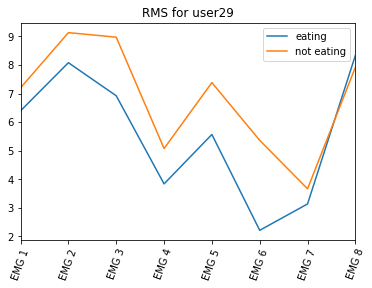 RMS for user29
eating
not eating
9
8
7
6
5
4
3
2
EMG 1
EMG 2
EMG 3
EMG 4
EMG 5
EMG 6
EMG 7
EMG 8